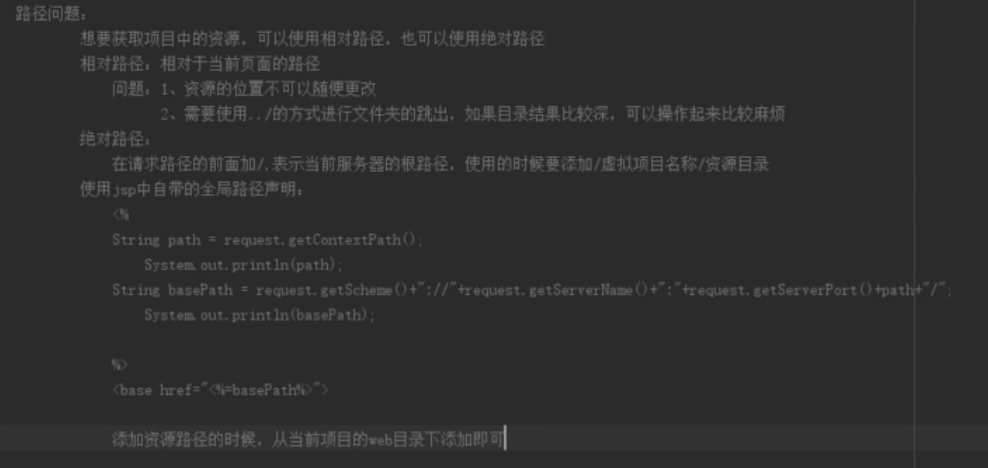 路径问题：
想要获取项目中的资源，可以使用相对路径，也可以使用绝对路径
相对路径：相对于当前页面的路径
问题：1、资源的位置不可以随便更改
2、需要使用../的方式进行文件夹的跳出，如果目录结果比较深，可以操作起来比较麻烦
绝对路径：
在请求路径的前面加/,表示当前服务器的根路径，使用的时候要添加/虚拟项目名称/资源目录
使用jsp中自带的全局路径声明：
<%
String path = request.getContextPath();
System.out.println(path);
String basePath = request.getScheme()+"://"+request.getServerName()+":"+request.getServerPort()+path+"/";
System.out.println(basePath);
%>
<base href="<%=basePath%>">
添加资源路径的时候，从当前项目的web目录下添加即可